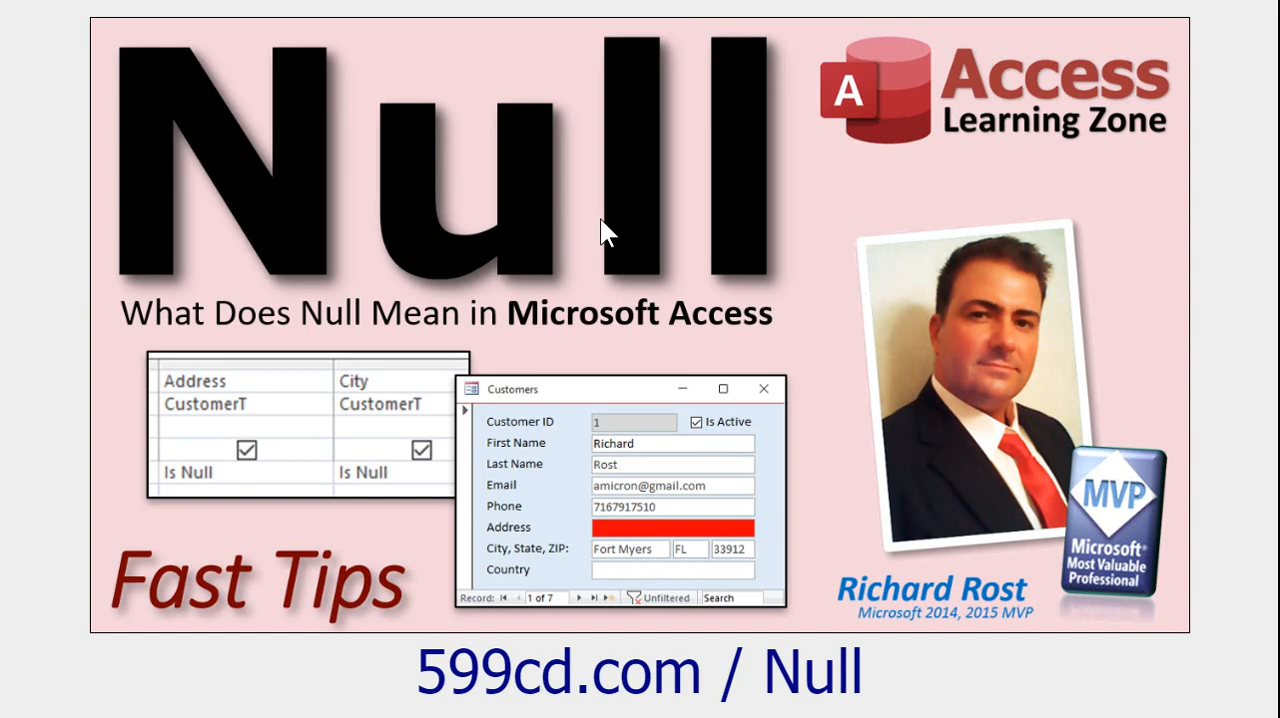 Null
What Does Null Mean in Microsoft Access
A
Access
Learning Zone
Address City
CustomerT CustomerT
Is Null Is Null
Customers
Customer ID 1 Is Active
First Name Richard
Last Name Rost
Email amicron@gmail.com
Phone 7167917510
Address
City, State, ZIP: Fort Myers FL 33912
Country
Record: 1 of 7 Unfiltered Search
Fast Tips
MVP
Microsoft®
Most Valuable
Professional
Richard Rost
Microsoft 2014, 2015 MVP
599cd.com / Null